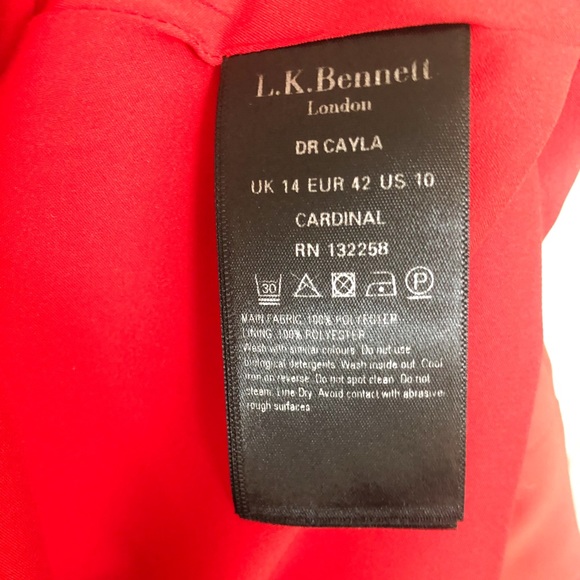 L.K.Bennett
London
DR CAYLA
UK 14 EUR 42 US 10
CARDINAL
RN 132258
30 P
MAIN FABRIC 100% POLYESTER
LINING 100% POLYESTER
Wash with similar colours. Do not use
biological detergents. Wash inside out. Cool
iron on reverse. Do not spot clean. Do not
clean. Line Dry. Avoid contact with abrasive
rough surfaces